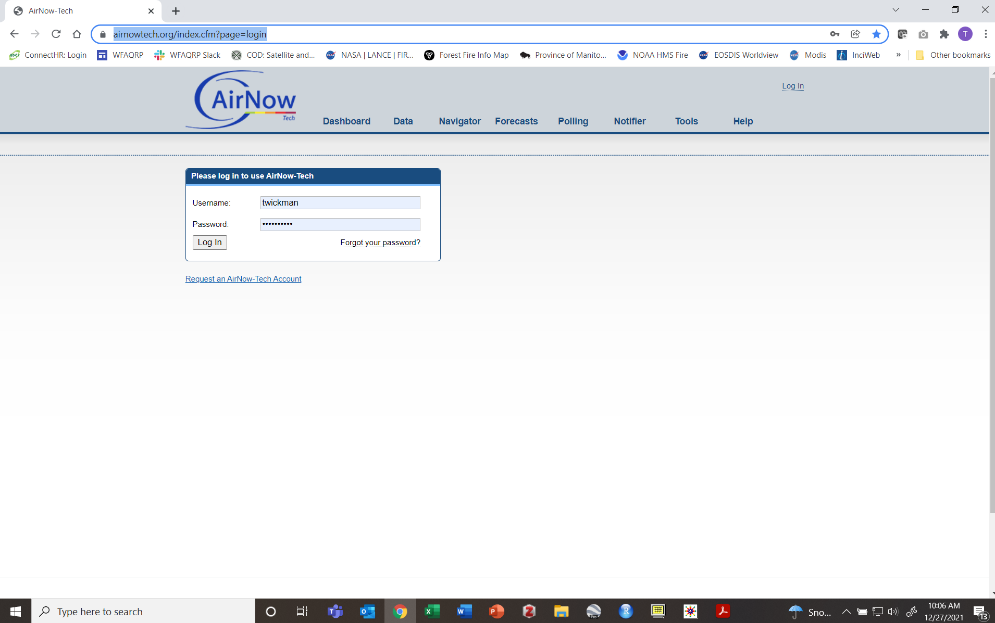 AirNow-Tech
airnowtech.org/index.cfm?page=login
T
ConnectHR: Login WFAQRP WFAQRP Slack COD: Satellite and... NASA | LANCE | FIR... Forest Fire Info Map Province of Manito... NOAA HMS Fire EOSDIS Worldview Modis InciWeb » Other bookmarks
Log In
AirNow
Tech
Dashboard Data Navigator Forecasts Polling Notifier Tools Help
Please log in to use AirNow-Tech
Username: twickman
Password: ••••••••••
Log In Forgot your password?
Request an AirNow-Tech Account
Type here to search
Sno...
10:06 AM
12/27/2021
13